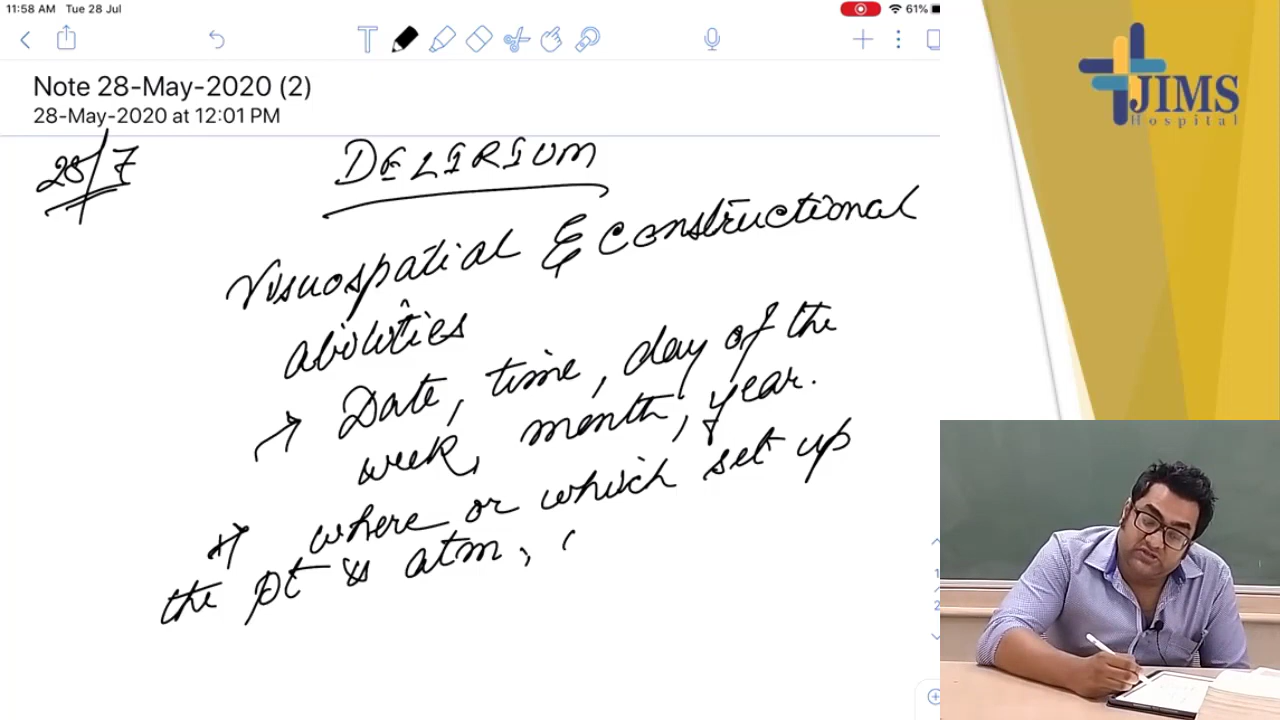 11:58 AM Tue 28 Jul
61%
T
Note 28-May-2020 (2)
28-May-2020 at 12:01 PM
28/7
DELIRIUM
Visuospatial & constructional
abilities
→ Date, time, day of the
week, month, year.
→ where or which set up
the pt is atm, (
JIMS
Hospital
1
2